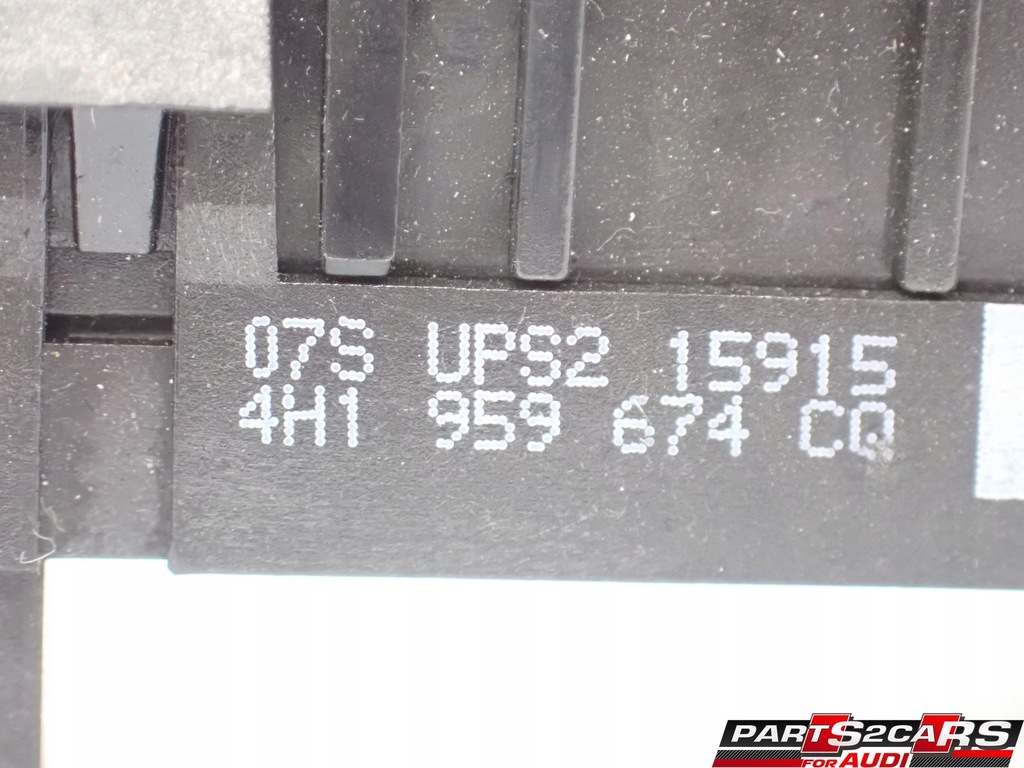 07S UPS2 15915
4H1 959 674 CQ
PARTS2CARS
FOR AUDI